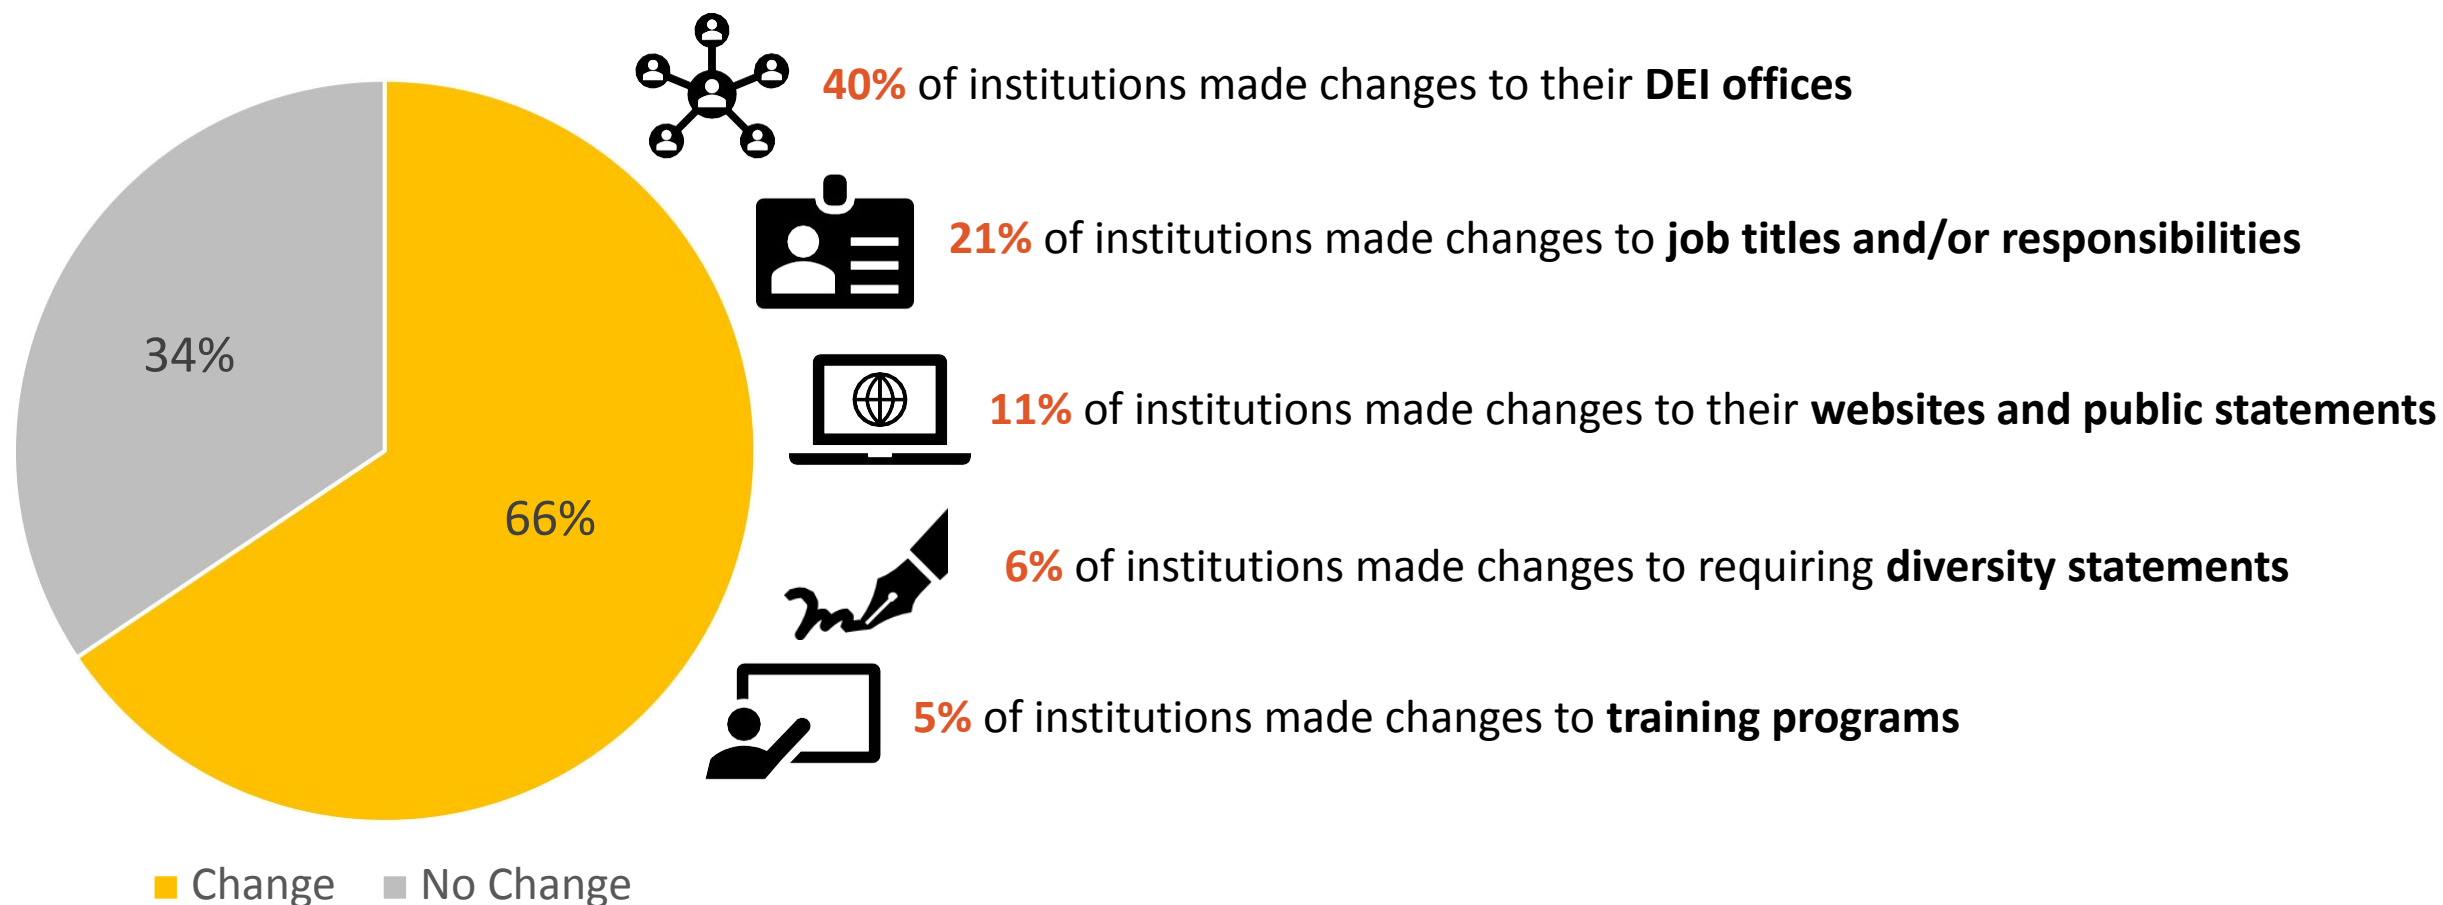 40% of institutions made changes to their DEI offices
21% of institutions made changes to job titles and/or responsibilities
34%
11% of institutions made changes to their websites and public statements
66%
6% of institutions made changes to requiring diversity statements
5% of institutions made changes to training programs
Change
No Change